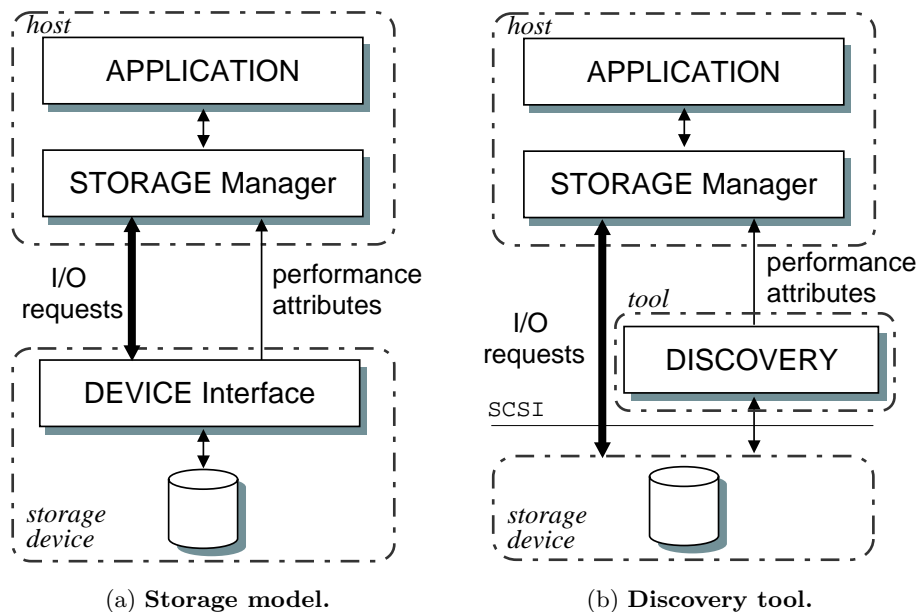 host
APPLICATION
STORAGE Manager
I/O
requests
performance
attributes
DEVICE Interface
storage
device
(a) Storage model.
host
APPLICATION
STORAGE Manager
performance
attributes
tool
I/O
requests
DISCOVERY
SCSI
storage
device
(b) Discovery tool.